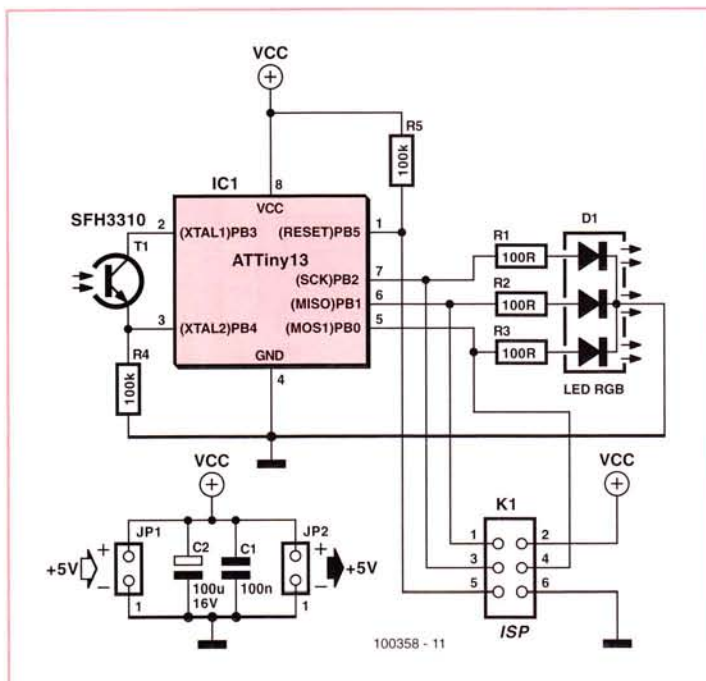 VCC
R5
100k
IC1
8
VCC
SFH3310
2
(XTAL1)PB3
(RESET)PB5
1
D1
T1
ATTiny13
R1
(SCK)PB2
7
100R
R2
(MISO)PB1
6
100R
3
(XTAL2)PB4
(MOS1)PB0
5
R3
100R
R4
GND
LED RGB
100k
4
VCC
VCC
K1
JP1
JP2
1
2
+5V
+
–
C2
C1
+
–
+5V
3
4
100u
100n
5
6
1
16V
1
ISP
100358 - 11